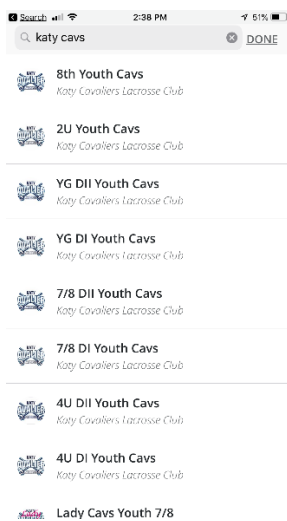 Search 2:38 PM 51%
katy cavs DONE
8th Youth Cavs
Katy Cavaliers Lacrosse Club
2U Youth Cavs
Katy Cavaliers Lacrosse Club
YG DII Youth Cavs
Katy Cavaliers Lacrosse Club
YG DI Youth Cavs
Katy Cavaliers Lacrosse Club
7/8 DII Youth Cavs
Katy Cavaliers Lacrosse Club
7/8 DI Youth Cavs
Katy Cavaliers Lacrosse Club
4U DII Youth Cavs
Katy Cavaliers Lacrosse Club
4U DI Youth Cavs
Katy Cavaliers Lacrosse Club
Lady Cavs Youth 7/8